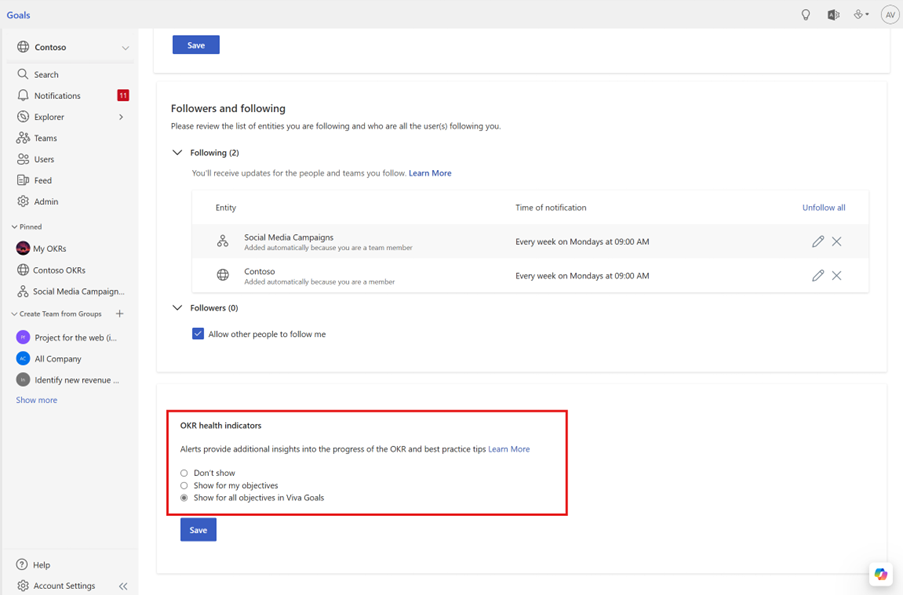 Goals
AV
Contoso
Search
Notifications 11
Explorer
Teams
Users
Feed
Admin
Pinned
My OKRs
Contoso OKRs
Social Media Campaign...
Create Team from Groups
Project for the web (i...
AC All Company
Identify new revenue ...
Show more
Help
Account Settings
Save
Followers and following
Please review the list of entities you are following and who are all the user(s) following you.
Following (2)
You'll receive updates for the people and teams you follow. Learn More
Entity Time of notification Unfollow all
Social Media Campaigns Every week on Mondays at 09:00 AM
Added automatically because you are a team member
Contoso Every week on Mondays at 09:00 AM
Added automatically because you are a member
Followers (0)
Allow other people to follow me
OKR health indicators
Alerts provide additional insights into the progress of the OKR and best practice tips Learn More
Don't show
Show for my objectives
Show for all objectives in Viva Goals
Save